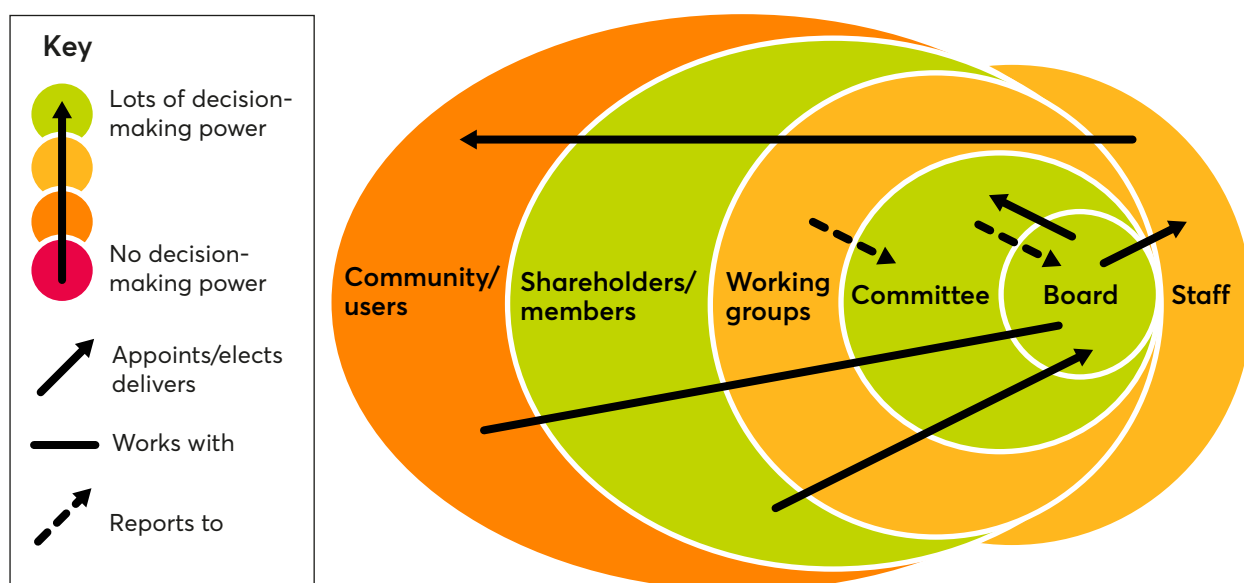 Key
Lots of decision-
making power
No decision-
making power
Appoints/elects
delivers
Works with
Reports to
Community/
users
Shareholders/
members
Working
groups
Committee
Board
Staff